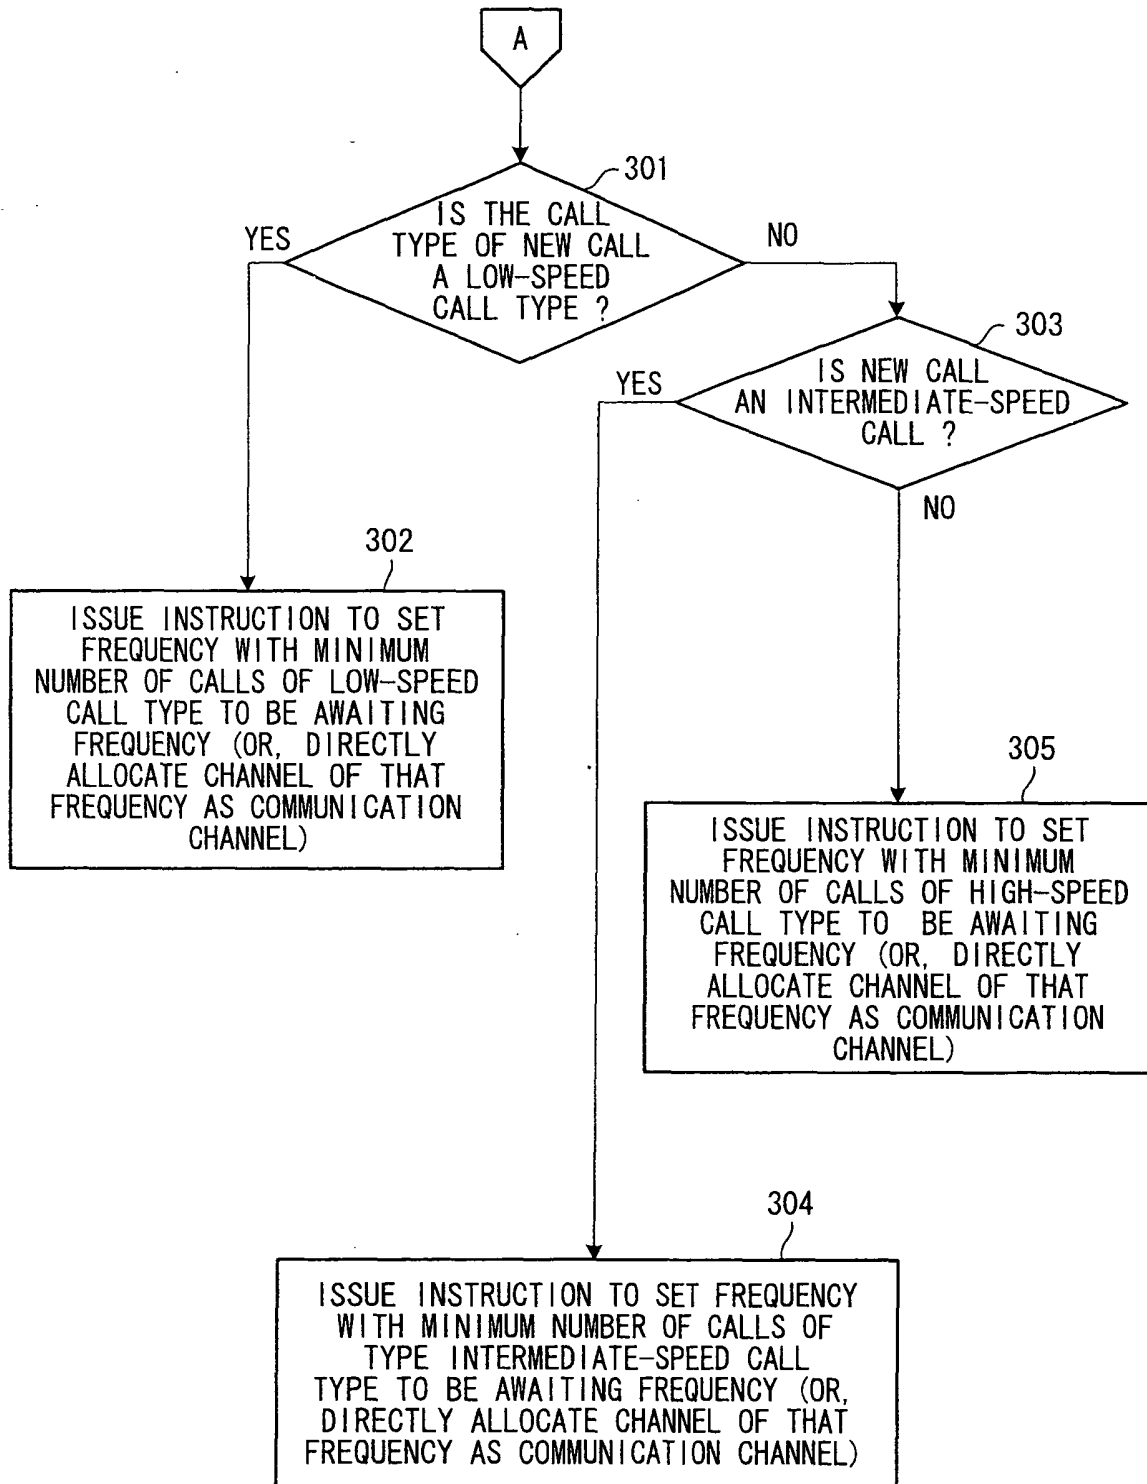 A
301
IS THE CALL
TYPE OF NEW CALL
A LOW-SPEED
CALL TYPE ?
YES
NO
303
IS NEW CALL
AN INTERMEDIATE-SPEED
CALL ?
YES
NO
302
ISSUE INSTRUCTION TO SET
FREQUENCY WITH MINIMUM
NUMBER OF CALLS OF LOW-SPEED
CALL TYPE TO BE AWAITING
FREQUENCY (OR, DIRECTLY
ALLOCATE CHANNEL OF THAT
FREQUENCY AS COMMUNICATION
CHANNEL)
305
ISSUE INSTRUCTION TO SET
FREQUENCY WITH MINIMUM
NUMBER OF CALLS OF HIGH-SPEED
CALL TYPE TO BE AWAITING
FREQUENCY (OR, DIRECTLY
ALLOCATE CHANNEL OF THAT
FREQUENCY AS COMMUNICATION
CHANNEL)
304
ISSUE INSTRUCTION TO SET FREQUENCY
WITH MINIMUM NUMBER OF CALLS OF
TYPE INTERMEDIATE-SPEED CALL
TYPE TO BE AWAITING FREQUENCY (OR,
DIRECTLY ALLOCATE CHANNEL OF THAT
FREQUENCY AS COMMUNICATION CHANNEL)